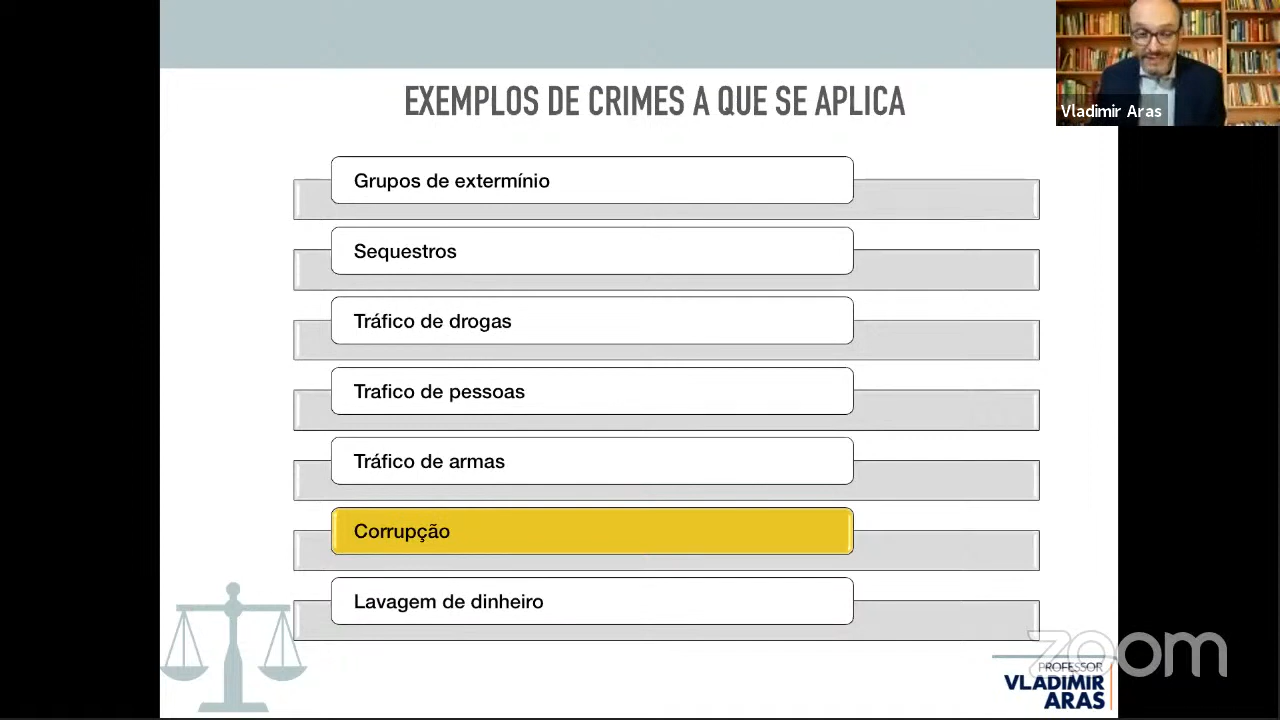 EXEMPLOS DE CRIMES A QUE SE APLICA
Vladimir Aras
Grupos de extermínio
Sequestros
Tráfico de drogas
Trafico de pessoas
Tráfico de armas
Corrupção
Lavagem de dinheiro
zoom
PROFESSOR
VLADIMIR
ARAS